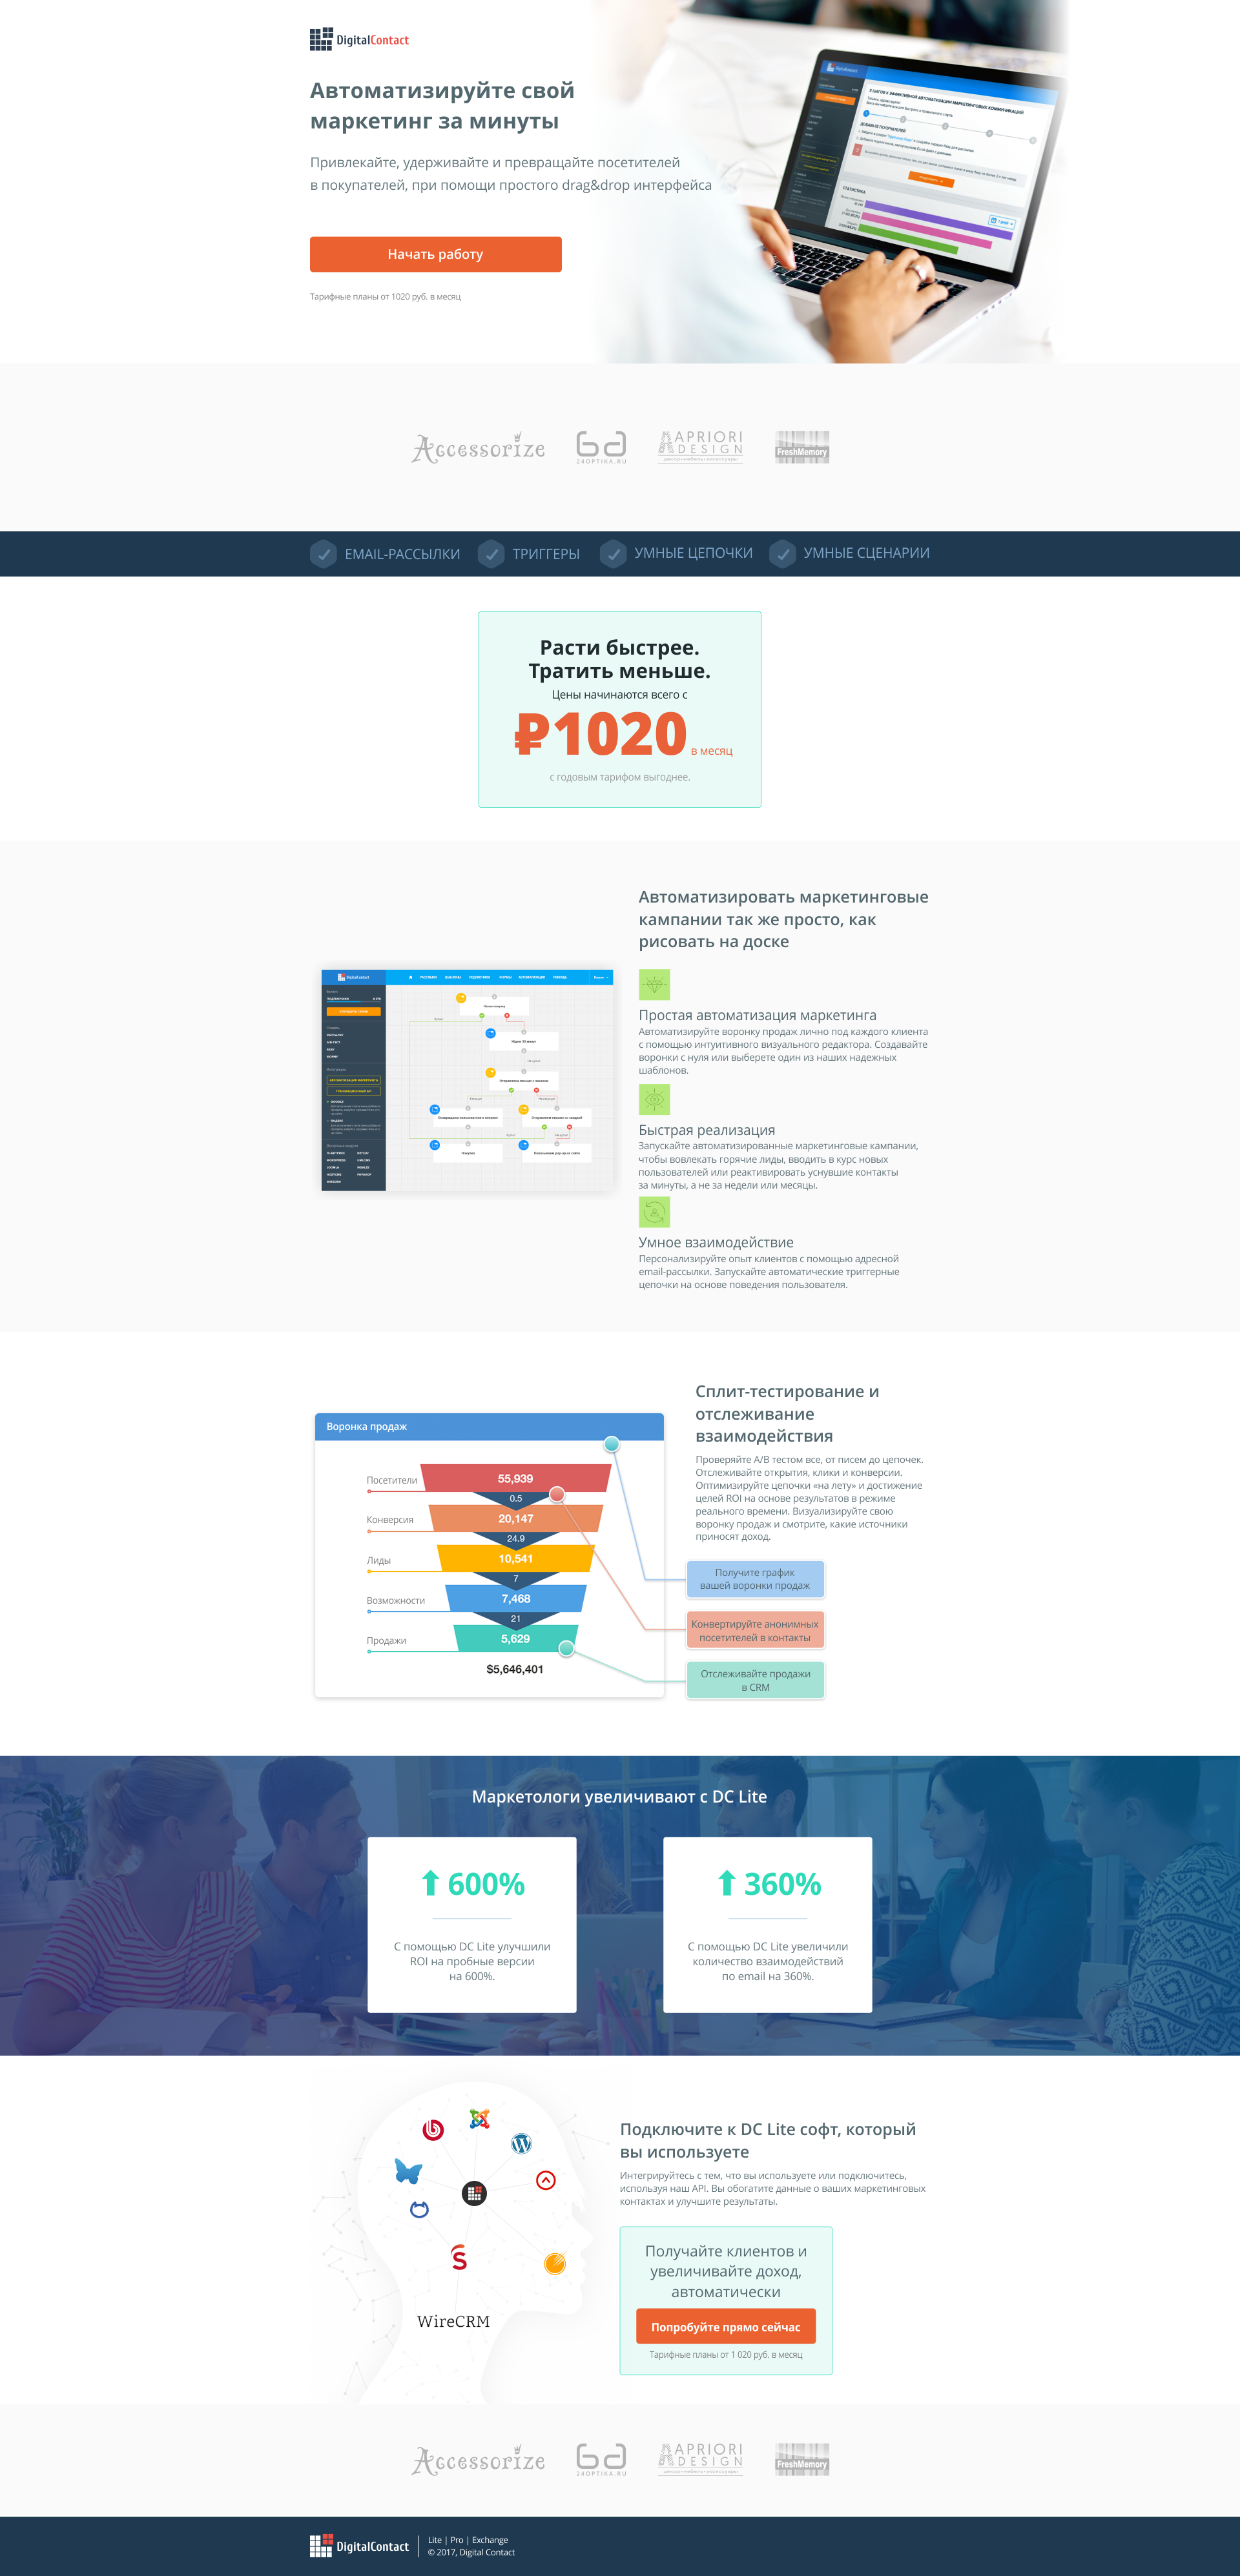 DigitalContact
Автоматизируйте свой
маркетинг за минуты
Привлекайте, удерживайте и превращайте посетителей
в покупателей, при помощи простого drag&drop интерфейса
Начать работу
Тарифные планы от 1020 руб. в месяц
DigitalContact
5 ШАГОВ К ЭФФЕКТИВНОЙ АВТОМАТИЗАЦИИ МАРКЕТИНГОВЫХ КОММУНИКАЦИЙ
ДОБАВЬТЕ ПОЛУЧАТЕЛЕЙ
СТАТИСТИКА
Accessorize
24OPTIKA.RU
APRIORI
DESIGN
FreshMemory
EMAIL-РАССЫЛКИ
ТРИГГЕРЫ
УМНЫЕ ЦЕПОЧКИ
УМНЫЕ СЦЕНАРИИ
Расти быстрее.
Тратить меньше.
Цены начинаются всего с
₽1020 в месяц
с годовым тарифом выгоднее.
Автоматизировать маркетинговые
кампании так же просто, как
рисовать на доске
DigitalContact
Простая автоматизация маркетинга
Автоматизируйте воронку продаж лично под каждого клиента
с помощью интуитивного визуального редактора. Создавайте
воронки с нуля или выберете один из наших надежных
шаблонов.
Быстрая реализация
Запускайте автоматизированные маркетинговые кампании,
чтобы вовлекать горячие лиды, вводить в курс новых
пользователей или реактивировать уснувшие контакты
за минуты, а не за недели или месяцы.
Умное взаимодействие
Персонализируйте опыт клиентов с помощью адресной
email-рассылки. Запускайте автоматические триггерные
цепочки на основе поведения пользователя.
Сплит-тестирование и
отслеживание
взаимодействия
Проверяйте A/B тестом все, от писем до цепочек.
Отслеживайте открытия, клики и конверсии.
Оптимизируйте цепочки «на лету» и достижение
целей ROI на основе результатов в режиме
реального времени. Визуализируйте свою
воронку продаж и смотрите, какие источники
приносят доход.
Воронка продаж
Посетители
55,939
0.5
Конверсия
20,147
24.9
Лиды
10,541
7
Возможности
7,468
21
Продажи
5,629
$5,646,401
Получите график
вашей воронки продаж
Конвертируйте анонимных
посетителей в контакты
Отслеживайте продажи
в CRM
Маркетологи увеличивают с DC Lite
600%
С помощью DC Lite улучшили
ROI на пробные версии
на 600%.
360%
С помощью DC Lite увеличили
количество взаимодействий
по email на 360%.
Подключите к DC Lite софт, который
вы используете
Интегрируйтесь с тем, что вы используете или подключитесь,
используя наш API. Вы обогатите данные о ваших маркетинговых
контактах и улучшите результаты.
WireCRM
Получайте клиентов и
увеличивайте доход,
автоматически
Попробуйте прямо сейчас
Тарифные планы от 1 020 руб. в месяц
Accessorize
24OPTIKA.RU
APRIORI
DESIGN
FreshMemory
DigitalContact
Lite | Pro | Exchange
© 2017, Digital Contact